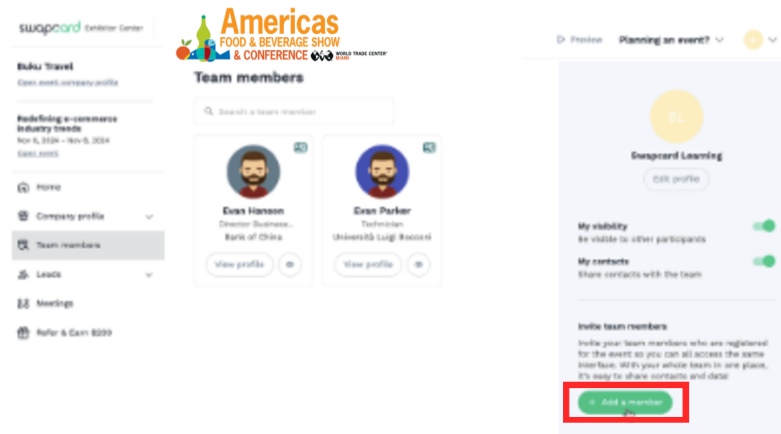 swapcard Exhibitor Center
Americas
FOOD & BEVERAGE SHOW
& CONFERENCE
WORLD TRADE CENTER
MIAMI
Preview
Planning an event?
Buku Travel
Open event company profile
Team members
Search a team member
Redefining e-commerce
industry trends
Nov 6, 2024 – Nov 8, 2024
Open event
Home
Company profile
Team members
Leads
Meetings
Refer & Earn $200
Evan Hanson
Director Business...
Bank of China
View profile
Evan Parker
Technician
Università Luigi Bocconi
View profile
SL
Swapcard Learning
Edit profile
My visibility
Be visible to other participants
My contacts
Share contacts with the team
Invite team members
Invite your team members who are registered
for the event so you can all access the same
interface. With your whole team in one place,
it's easy to share contacts and data!
+ Add a member